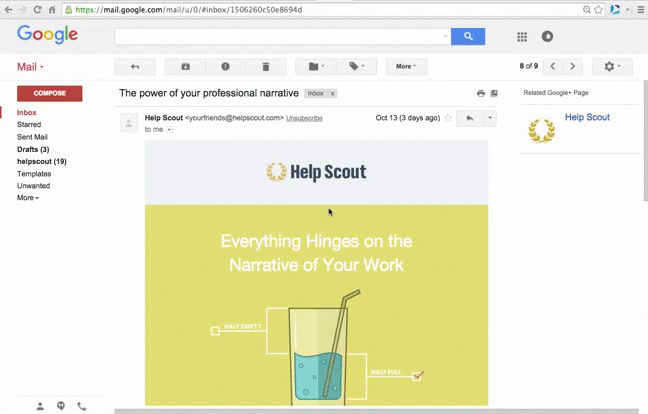 https://mail.google.com/mail/u/0/#inbox/1506260c50e8694d
Google
Mail
More
8 of 9
COMPOSE
Inbox
Starred
Sent Mail
Drafts (3)
helpscout (19)
Templates
Unwanted
More
The power of your professional narrative
Inbox x
Help Scout <yourfriends@helpscout.com> Unsubscribe
Oct 13 (3 days ago)
to me
Related Google+ Page
Help Scout
Help Scout
Everything Hinges on the
Narrative of Your Work
HALF EMPTY
HALF FULL